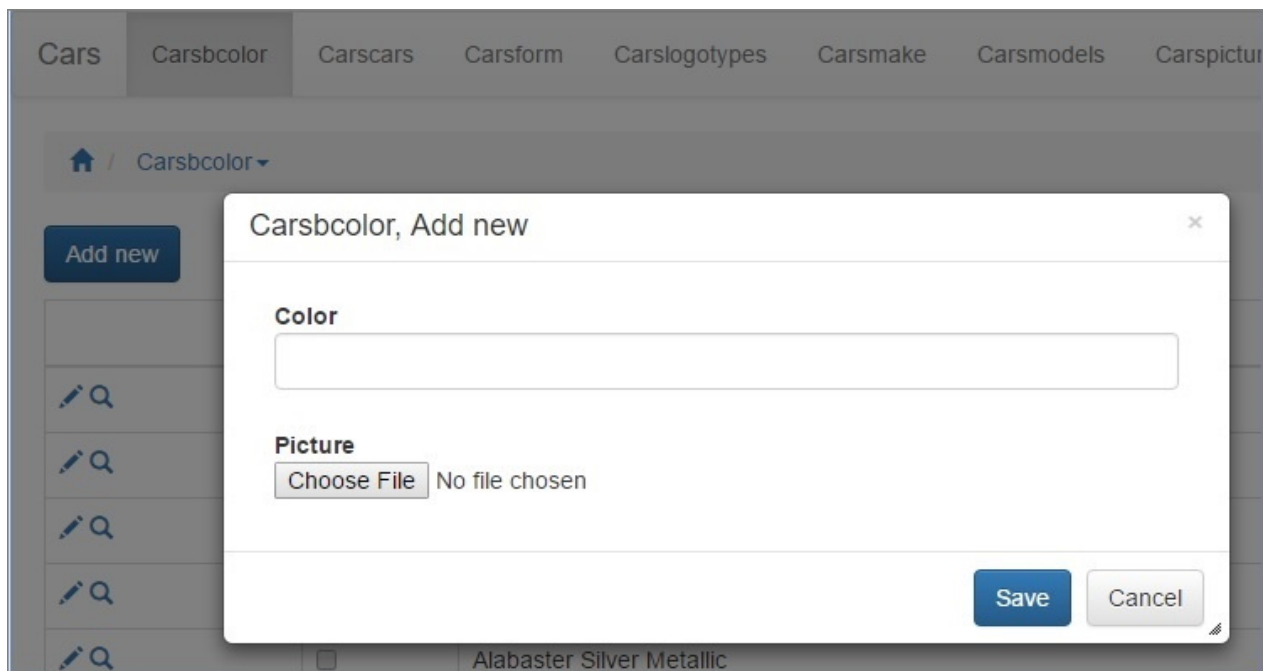 Cars Carsbcolor Carscars Carsform Carslogotypes Carsmake Carsmodels Carspictur
/ Carsbcolor
Carsbcolor, Add new ×
Add new
Color
Picture
Choose File No file chosen
Save Cancel
Alabaster Silver Metallic